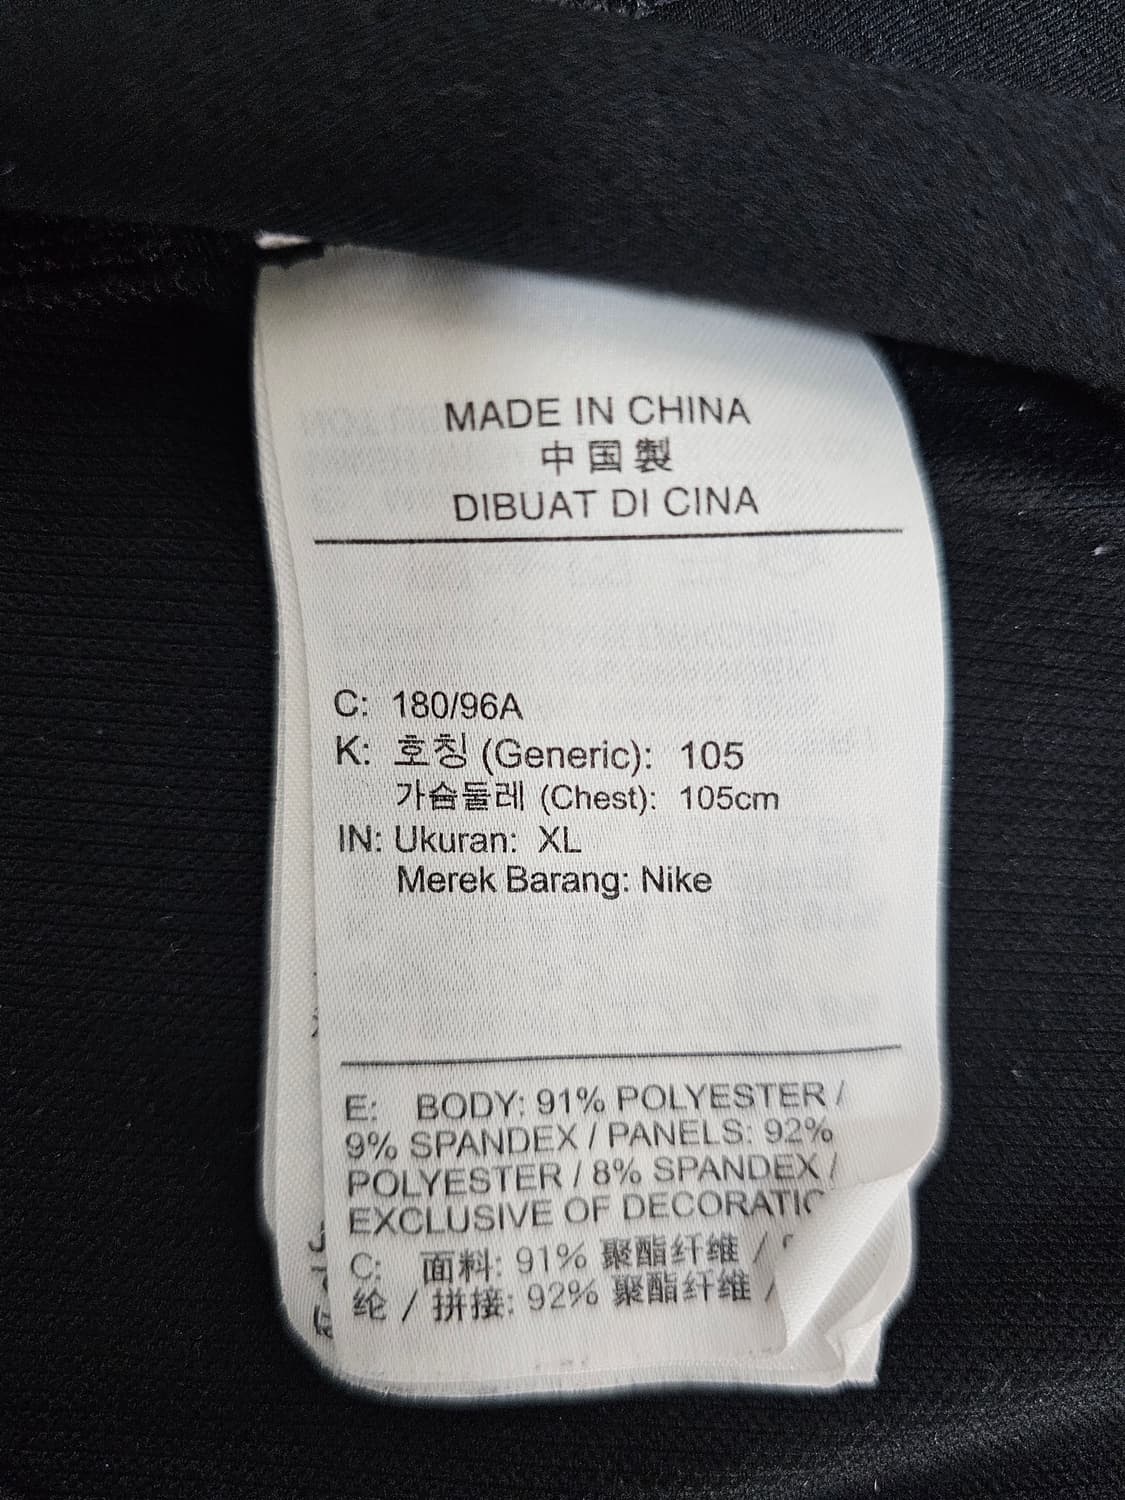 MADE IN CHINA
中国製
DIBUAT DI CINA
C: 180/96A
K: 호칭 (Generic): 105
가슴둘레 (Chest): 105cm
IN: Ukuran: XL
Merek Barang: Nike
E: BODY: 91% POLYESTER /
9% SPANDEX / PANELS: 92%
POLYESTER / 8% SPANDEX /
EXCLUSIVE OF
C: 面料: 91% 聚酯纤维 /
纶 / 拼接: 92% 聚酯纤维 /